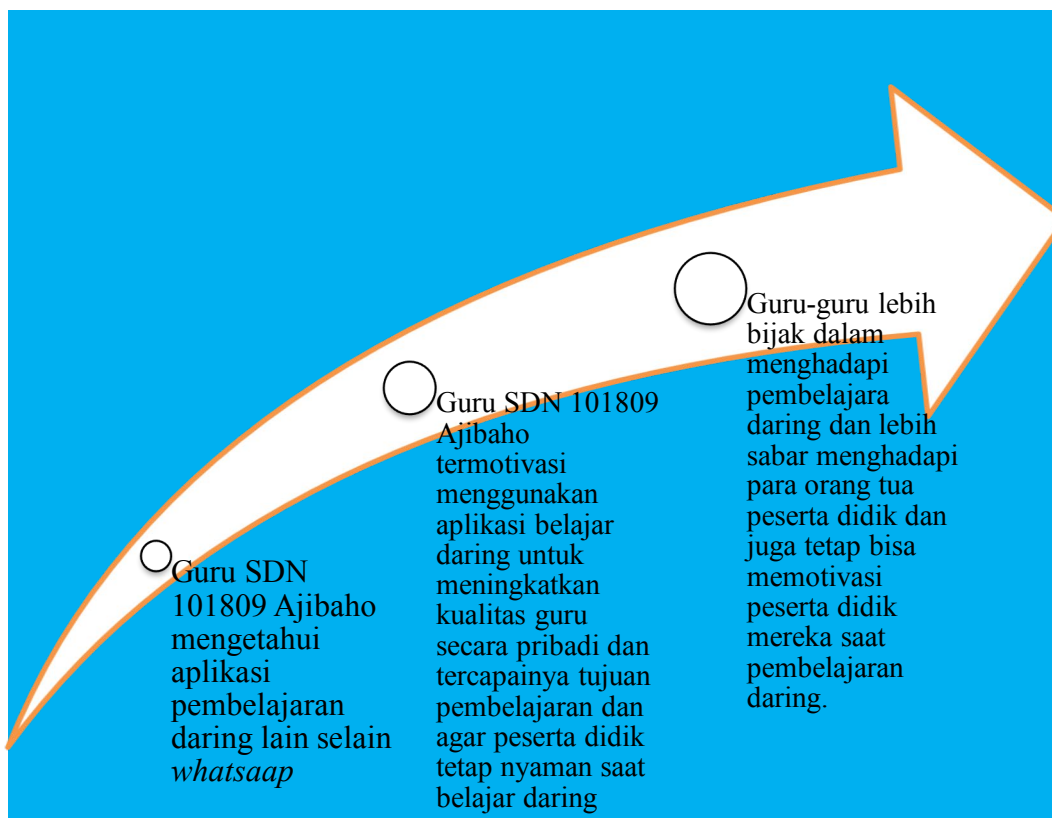 Guru SDN
101809 Ajibaho
mengetahui
aplikasi
pembelajaran
daring lain selain
whatsaap
Guru SDN 101809
Ajibaho
termotivasi
menggunakan
aplikasi belajar
daring untuk
meningkatkan
kualitas guru
secara pribadi dan
tercapainya tujuan
pembelajaran dan
agar peserta didik
tetap nyaman saat
belajar daring
Guru-guru lebih
bijak dalam
menghadapi
pembelajara
daring dan lebih
sabar menghadapi
para orang tua
peserta didik dan
juga tetap bisa
memotivasi
peserta didik
mereka saat
pembelajaran
daring.